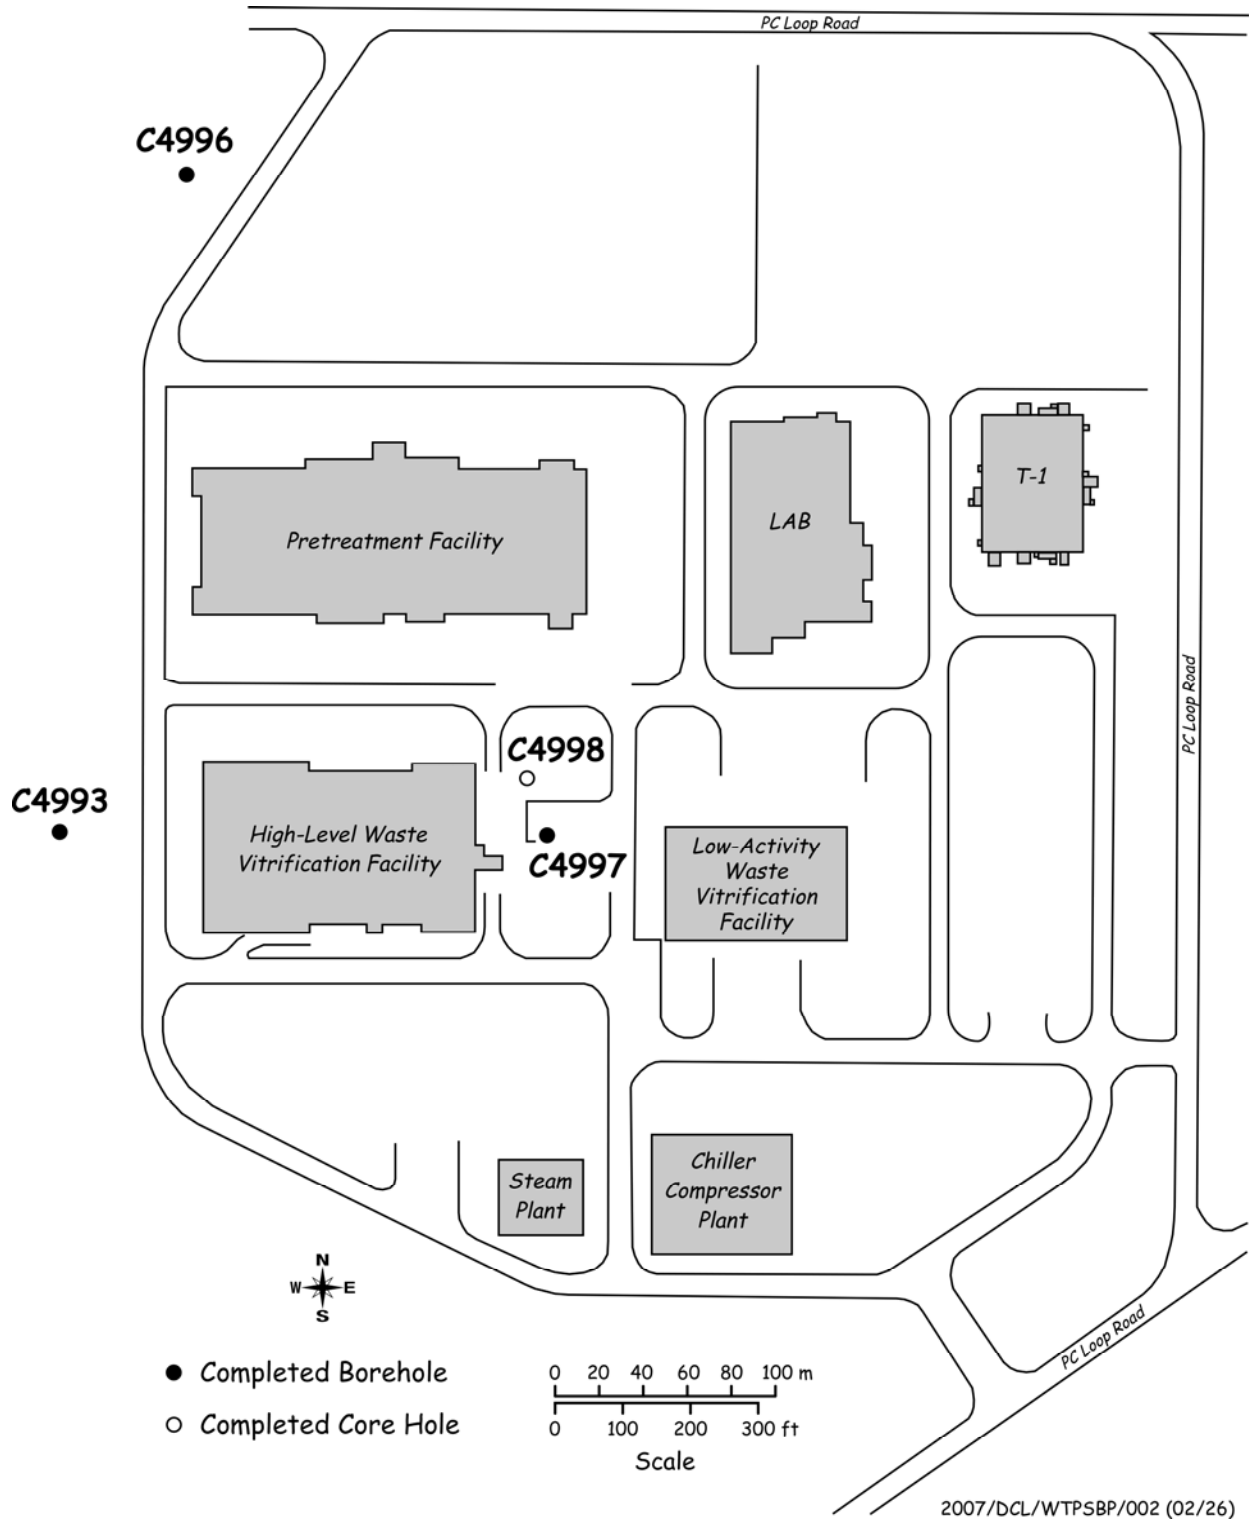 PC Loop Road
C4996
T-1
LAB
Pretreatment Facility
PC Loop Road
C4998
C4993
High-Level Waste
Vitrification Facility
C4997
Low-Activity
Waste
Vitrification
Facility
Steam
Plant
Chiller
Compressor
Plant
N
W E
S
PC Loop Road
Completed Borehole
Completed Core Hole
0 20 40 60 80 100 m
0 100 200 300 ft
Scale
2007/DCL/WTPSBP/002 (02/26)